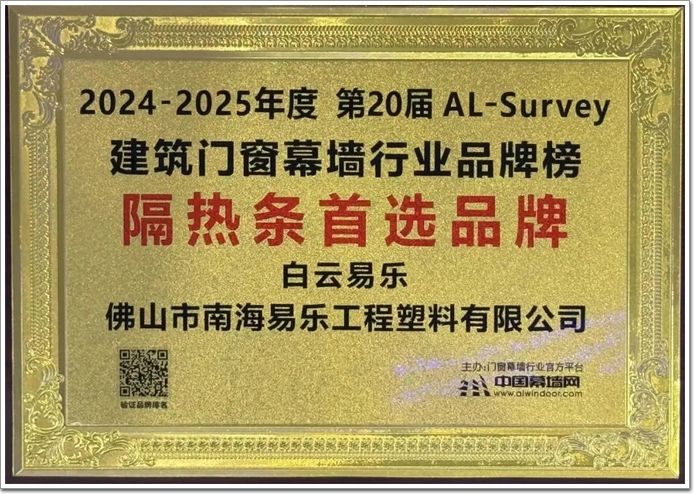 2024-2025年度 第20届 AL-Survey
建筑门窗幕墙行业品牌榜
隔热条首选品牌
白云易乐
佛山市南海易乐工程塑料有限公司
验证品牌排名
主办:门窗幕墙行业官方平台
中国幕墙网
www.alwindoor.com